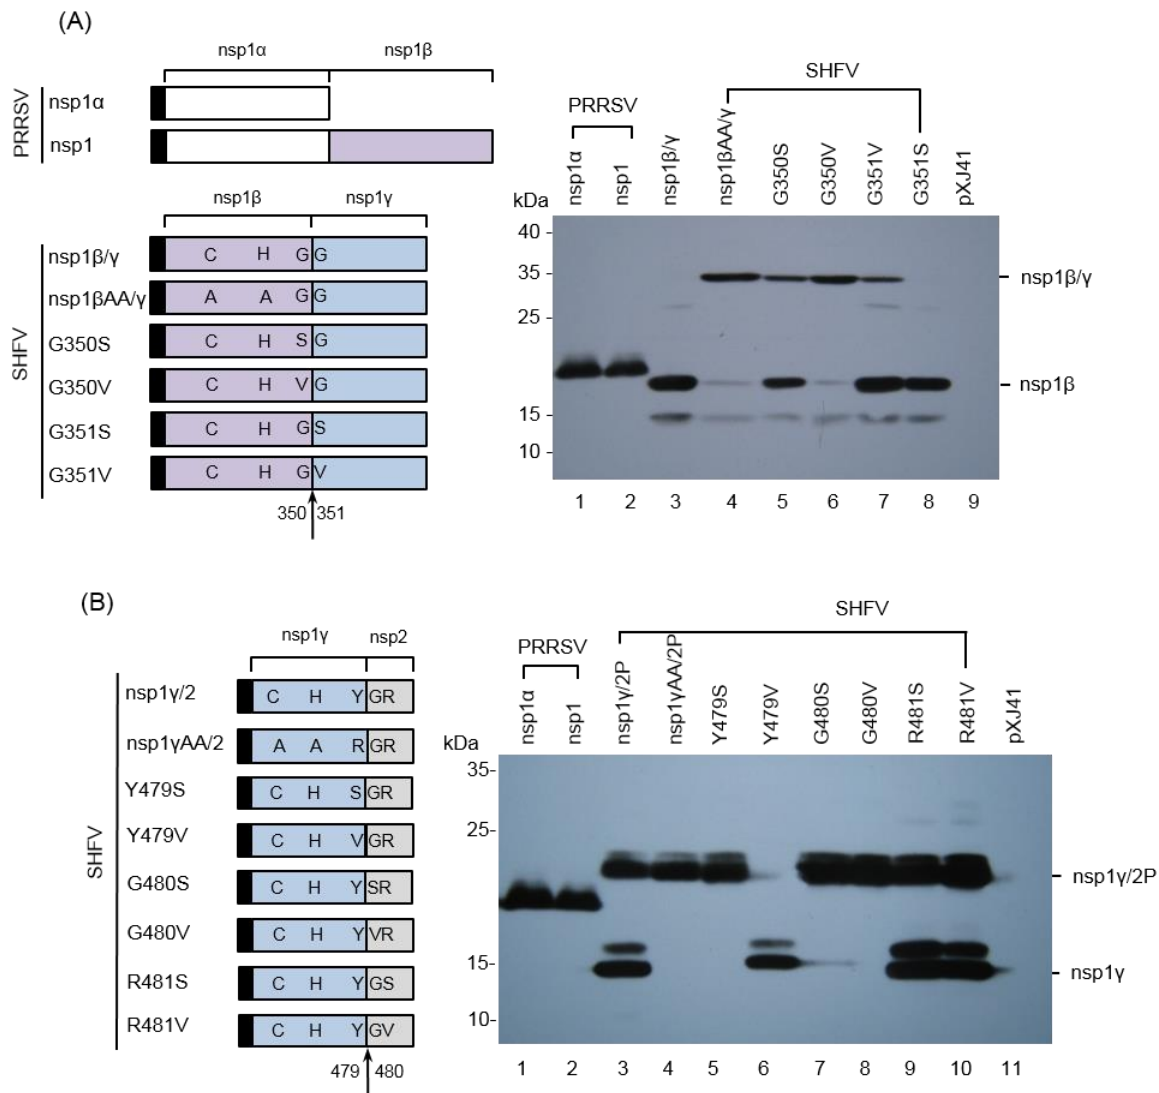 (A)
nsp1α nsp1β
PRRSV
nsp1α
nsp1
nsp1β nsp1γ
SHFV
nsp1β/γ C H G G
nsp1βAA/γ A A G G
G350S C H S G
G350V C H V G
G351S C H G S
G351V C H G V
350 351
SHFV
PRRSV
nsp1α nsp1 nsp1β/γ nsp1βAA/γ G350S G350V G351V G351S pXJ41
kDa
40 -
35 -
25 -
15 -
10 -
nsp1β/γ
nsp1β
1 2 3 4 5 6 7 8 9
(B)
nsp1γ nsp2
SHFV
nsp1γ/2 C H Y GR
nsp1γAA/2 A A R GR
Y479S C H S GR
Y479V C H V GR
G480S C H Y SR
G480V C H Y VR
R481S C H Y GS
R481V C H Y GV
479 480
SHFV
PRRSV
nsp1α nsp1 nsp1γ/2P nsp1γAA/2P Y479S Y479V G480S G480V R481S R481V pXJ41
kDa
35-
25-
15-
10-
nsp1γ/2P
nsp1γ
1 2 3 4 5 6 7 8 9 10 11